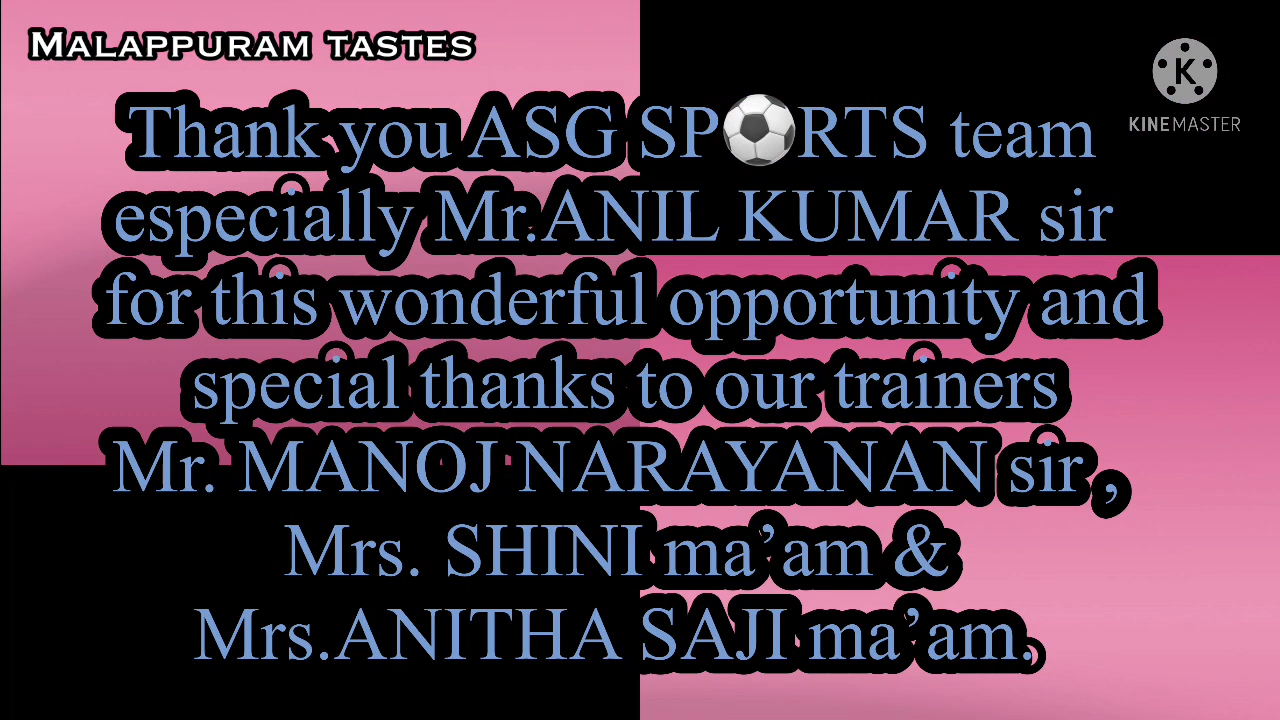 MALAPPURAM TASTES
KINEMASTER
Thank you ASG SP⚽RTS team
especially Mr.ANIL KUMAR sir
for this wonderful opportunity and
special thanks to our trainers
Mr. MANOJ NARAYANAN sir ,
Mrs. SHINI ma’am &
Mrs.ANITHA SAJI ma’am.